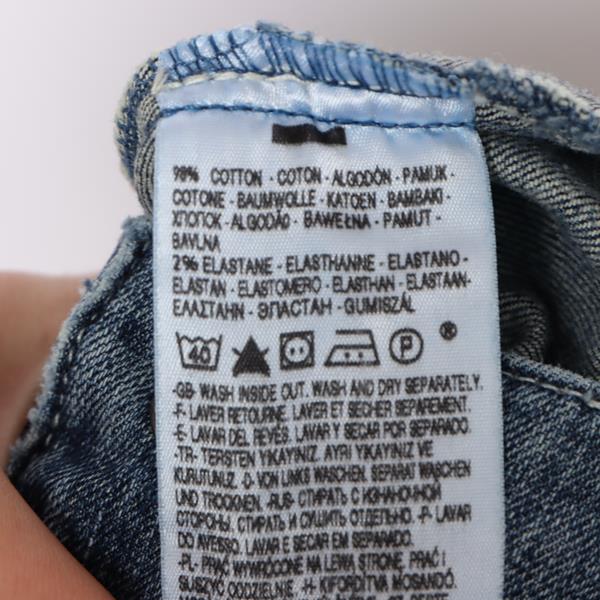 98% COTTON - COTON - ALGODÓN - PAMUK -
COTONE - BAUMWOLLE - KATOEN - BAMBAKI -
ХЛОПОК - ALGODÃO - BAWEŁNA - PAMUT -
BAVLNA
2% ELASTANE - ELASTHANNE - ELASTANO -
ELASTAN - ELASTOMERO - ELASTHAN - ELASTAAN-
ΕΛΑΣΤΑΗΝ - ЭЛАСТАН - GUMISZÁL
40 P ®
-GB- WASH INSIDE OUT. WASH AND DRY SEPARATELY.
-F- LAVER RETOURNE. LAVER ET SECHER SEPAREMENT.
-E- LAVAR DEL REVÉS. LAVAR Y SECAR POR SEPARADO.
-TR- TERSTEN YIKAYINIZ. AYRI YIKAYINIZ VE
KURUTUNUZ. -D- VON LINKS WASCHEN. SEPARAT WASCHEN
UND TROCKNEN. -RUS- СТИРАТЬ С ИЗНАНОЧНОЙ
СТОРОНЫ. СТИРАТЬ И СУШИТЬ ОТДЕЛЬНО. -P- LAVAR
DO AVESSO. LAVAR E SECAR EM SEPARADO.
-PL- PRAĆ WYWRÓCONE NA LEWĄ STRONĘ. PRAĆ I
SUSZYĆ ODDZIELNIE. -H- KIFORDÍTVA MOSANDÓ.